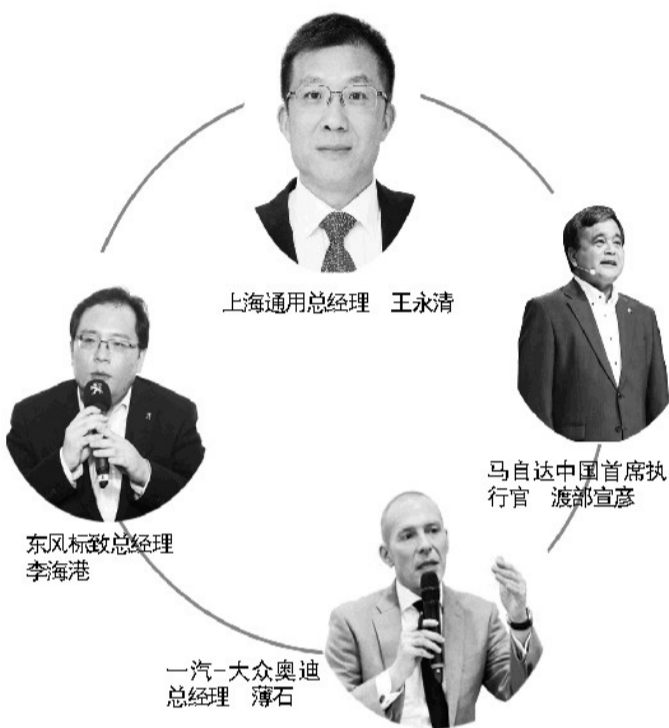 上海通用总经理　王永清
马自达中国首席执
行官　渡部宣彦
东风标致总经理
李海港
一汽-大众奥迪
总经理　薄石